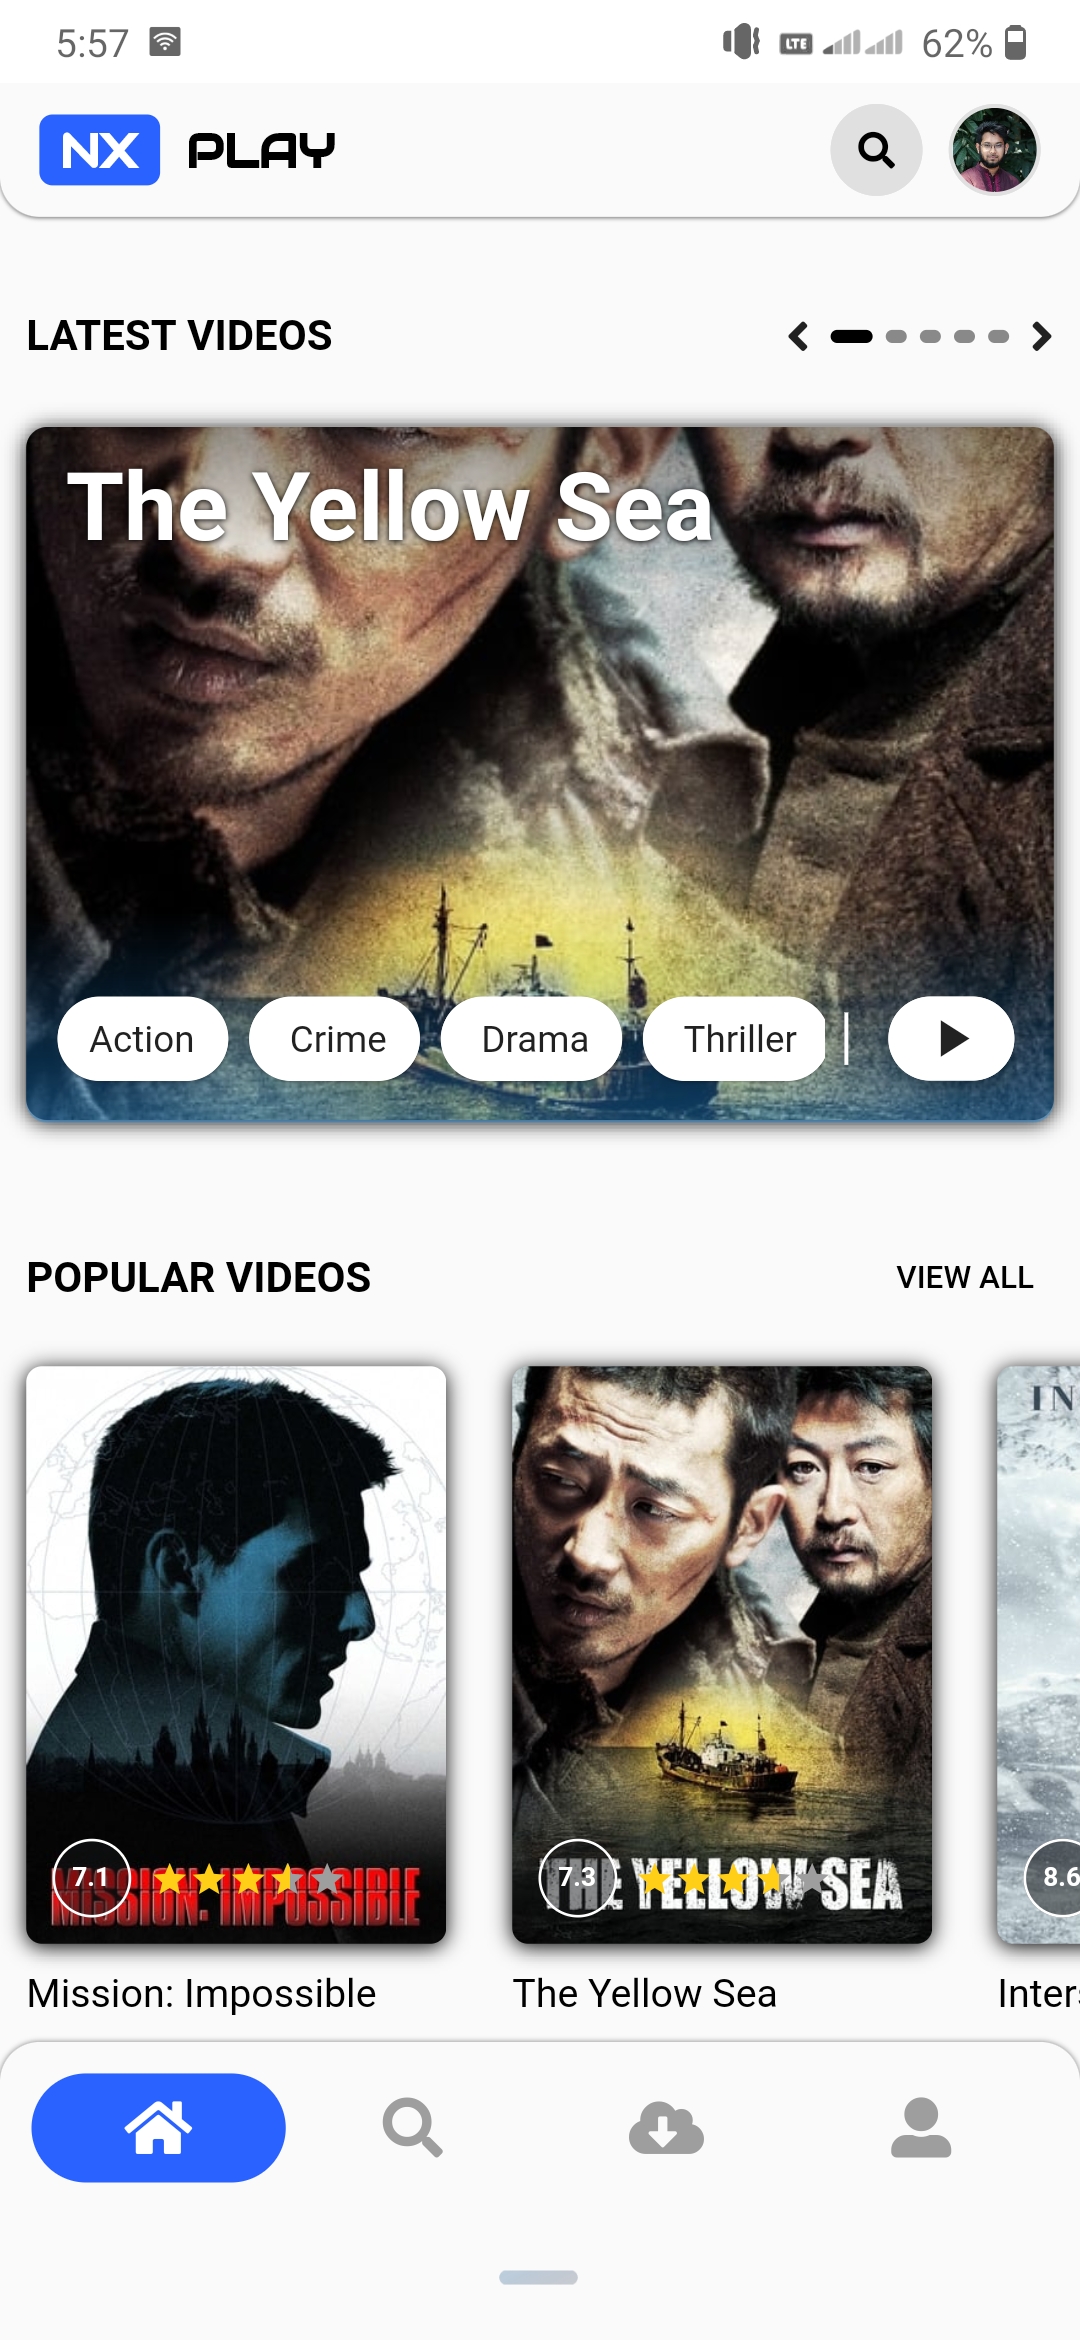 5:57 LTE 62%
NX PLAY
LATEST VIDEOS
The Yellow Sea
Action Crime Drama Thriller
POPULAR VIDEOS VIEW ALL
IN
7.1 MISSION: IMPOSSIBLE
7.3 THE YELLOW SEA
8.6
Mission: Impossible The Yellow Sea Inters